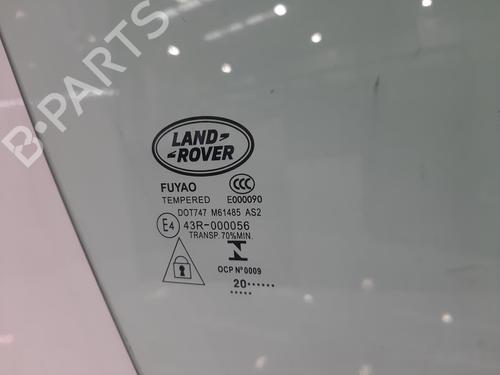 B-PARTS
LAND
ROVER
FUYAO
TEMPERED E000090
DOT747 M61485 AS2
E4 43R-000056
TRANSP. 70% MIN.
OCP Nº 0009
20